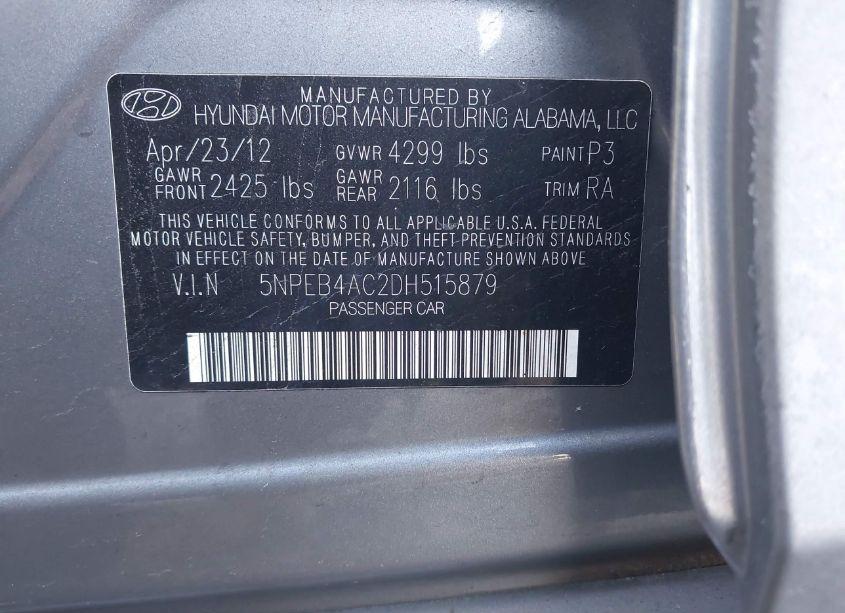 MANUFACTURED BY
HYUNDAI MOTOR MANUFACTURING ALABAMA, LLC
Apr/23/12 GVWR 4299 lbs PAINT P3
GAWR FRONT 2425 lbs GAWR REAR 2116 lbs TRIM RA
THIS VEHICLE CONFORMS TO ALL APPLICABLE U.S.A. FEDERAL
MOTOR VEHICLE SAFETY, BUMPER, AND THEFT PREVENTION STANDARDS
IN EFFECT ON THE DATE OF MANUFACTURE SHOWN ABOVE
V.I.N 5NPEB4AC2DH515879
PASSENGER CAR